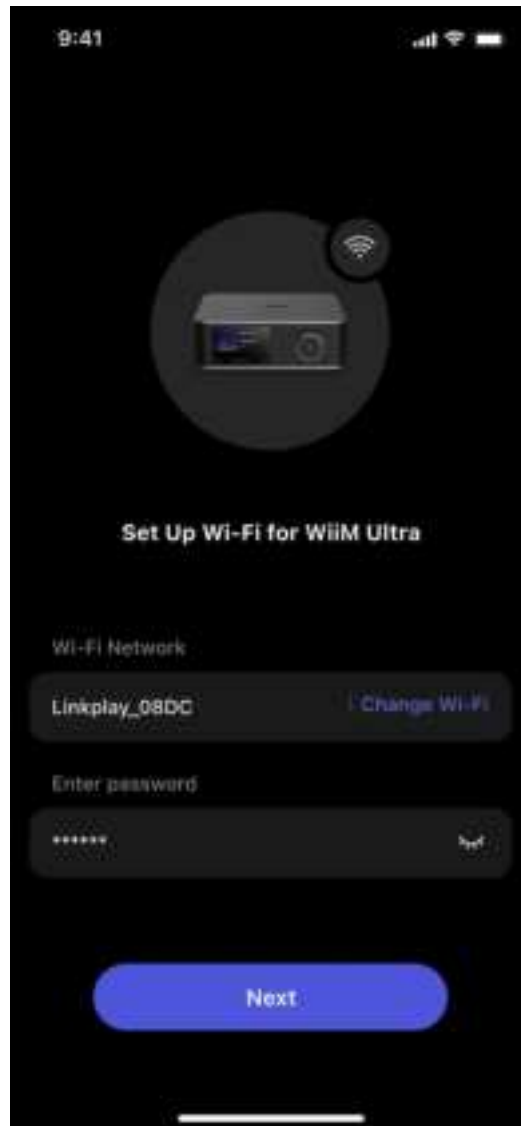 9:41
Set Up Wi-Fi for WiiM Ultra
Wi-Fi Network
Linkplay_08DC
Change Wi-Fi
Enter password
******
Next